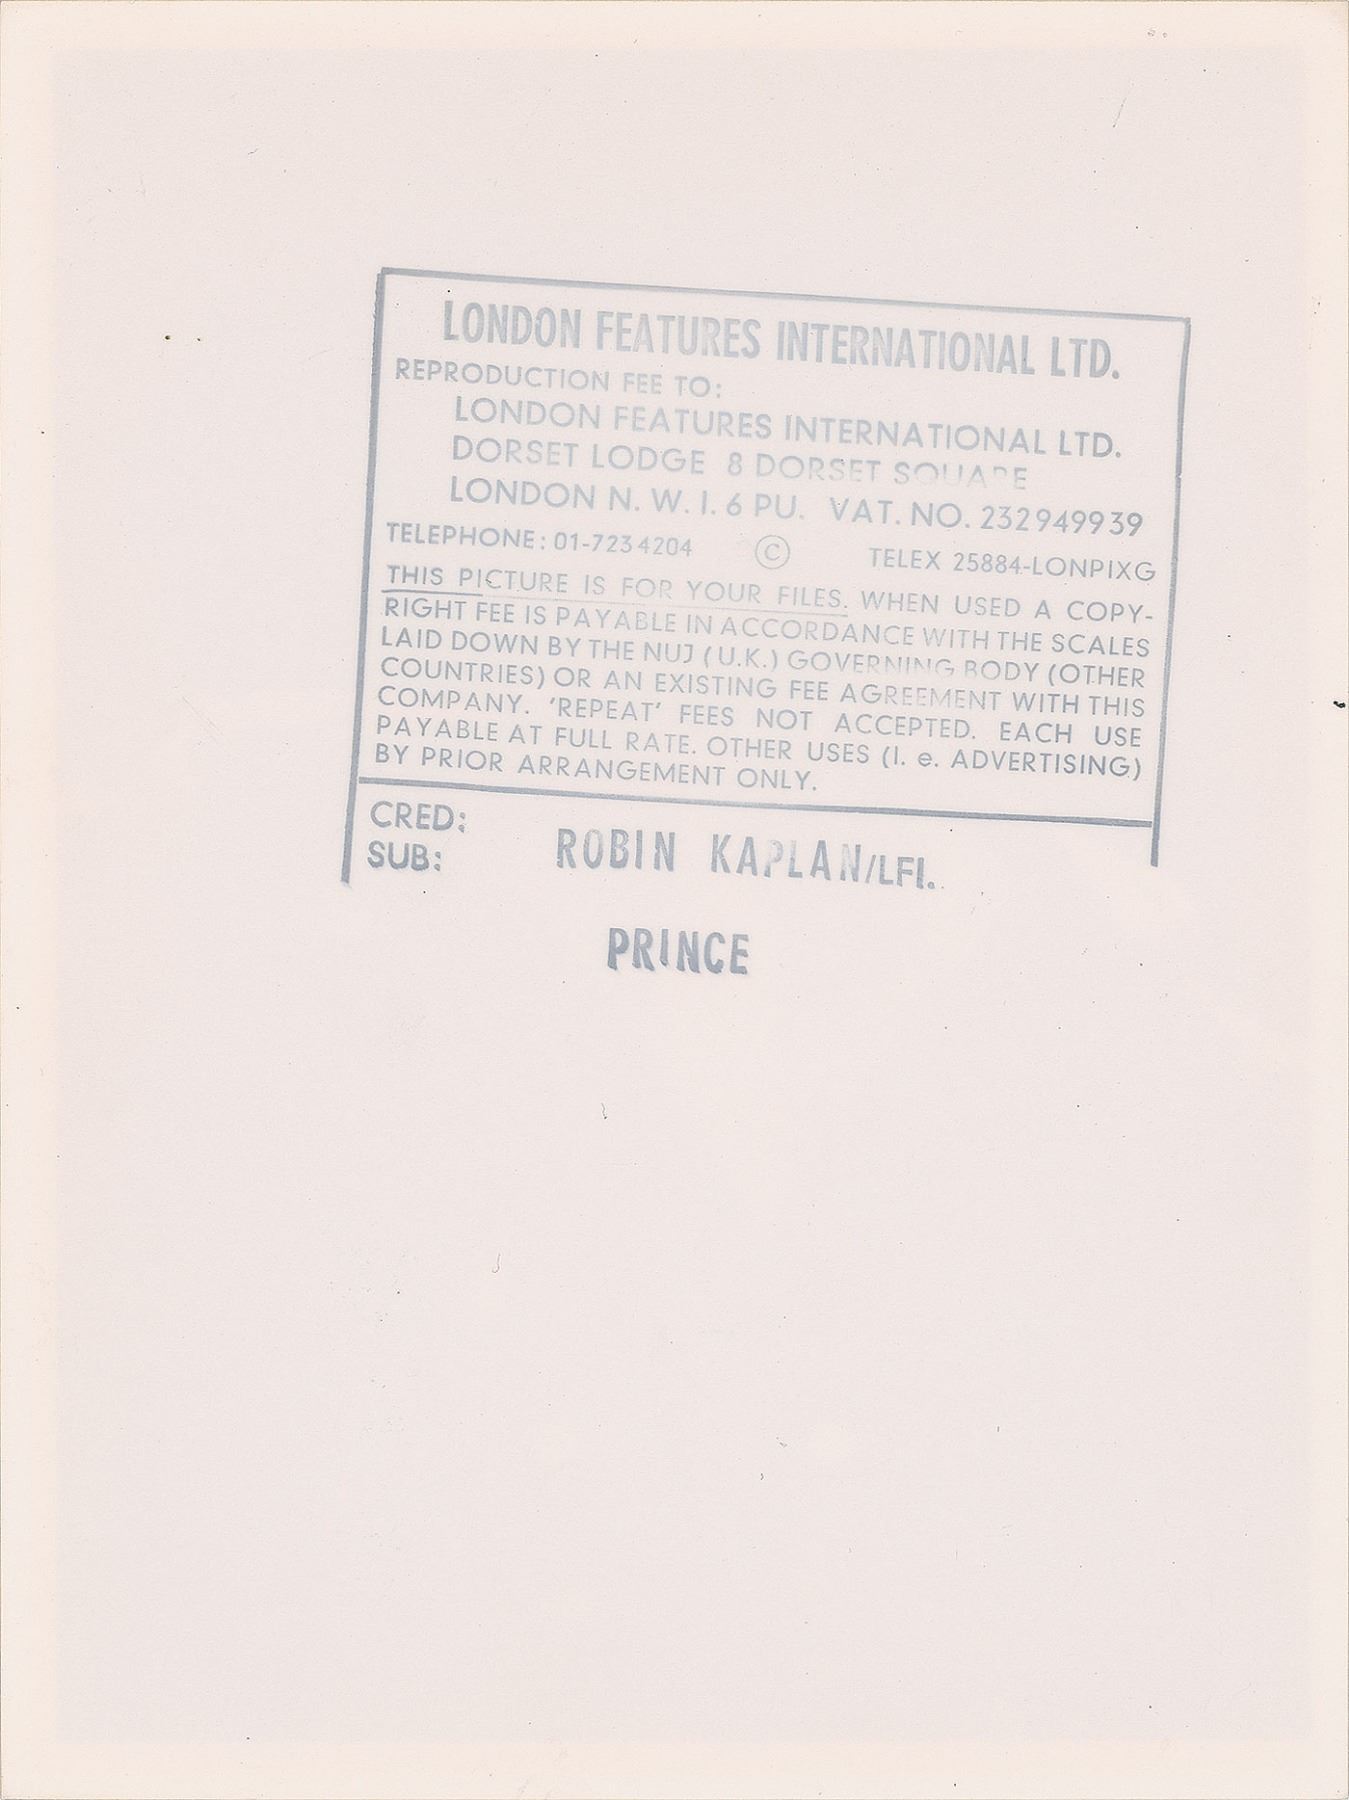 LONDON FEATURES INTERNATIONAL LTD.
REPRODUCTION FEE TO:
LONDON FEATURES INTERNATIONAL LTD.
DORSET LODGE 8 DORSET SQUARE
LONDON N. W. I. 6 PU. VAT. NO. 232949939
TELEPHONE: 01-7234204 © TELEX 25884-LONPIXG
THIS PICTURE IS FOR YOUR FILES. WHEN USED A COPY-
RIGHT FEE IS PAYABLE IN ACCORDANCE WITH THE SCALES
LAID DOWN BY THE NUJ (U.K.) GOVERNING BODY (OTHER
COUNTRIES) OR AN EXISTING FEE AGREEMENT WITH THIS
COMPANY. 'REPEAT' FEES NOT ACCEPTED. EACH USE
PAYABLE AT FULL RATE. OTHER USES (I. e. ADVERTISING)
BY PRIOR ARRANGEMENT ONLY.
CRED:
SUB: ROBIN KAPLAN/LFI.
PRINCE